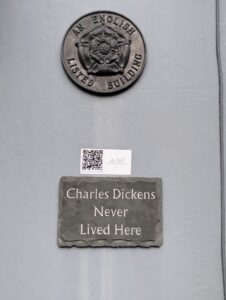 AN ENGLISH
LISTED BUILDING
Charles Dickens
Never
Lived Here